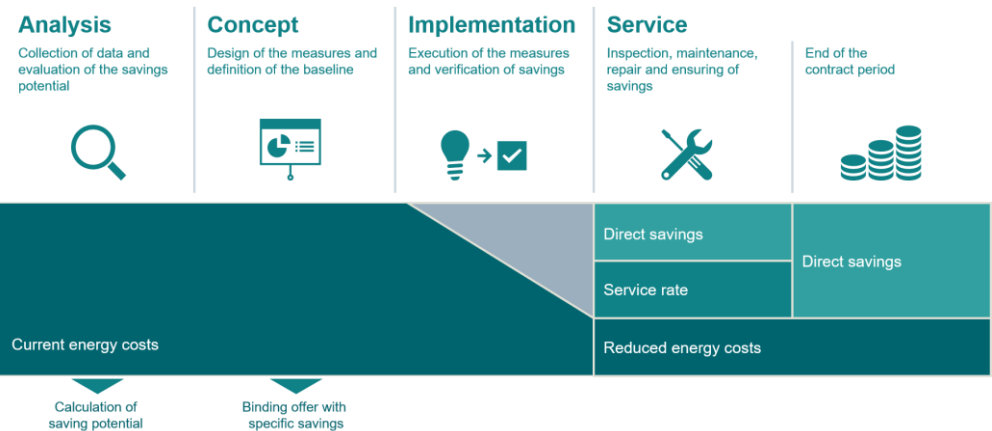 Analysis
Collection of data and
evaluation of the savings
potential
Concept
Design of the measures and
definition of the baseline
Implementation
Execution of the measures
and verification of savings
Service
Inspection, maintenance,
repair and ensuring of
savings
End of the
contract period
Direct savings
Service rate
Direct savings
Current energy costs
Reduced energy costs
Calculation of
saving potential
Binding offer with
specific savings